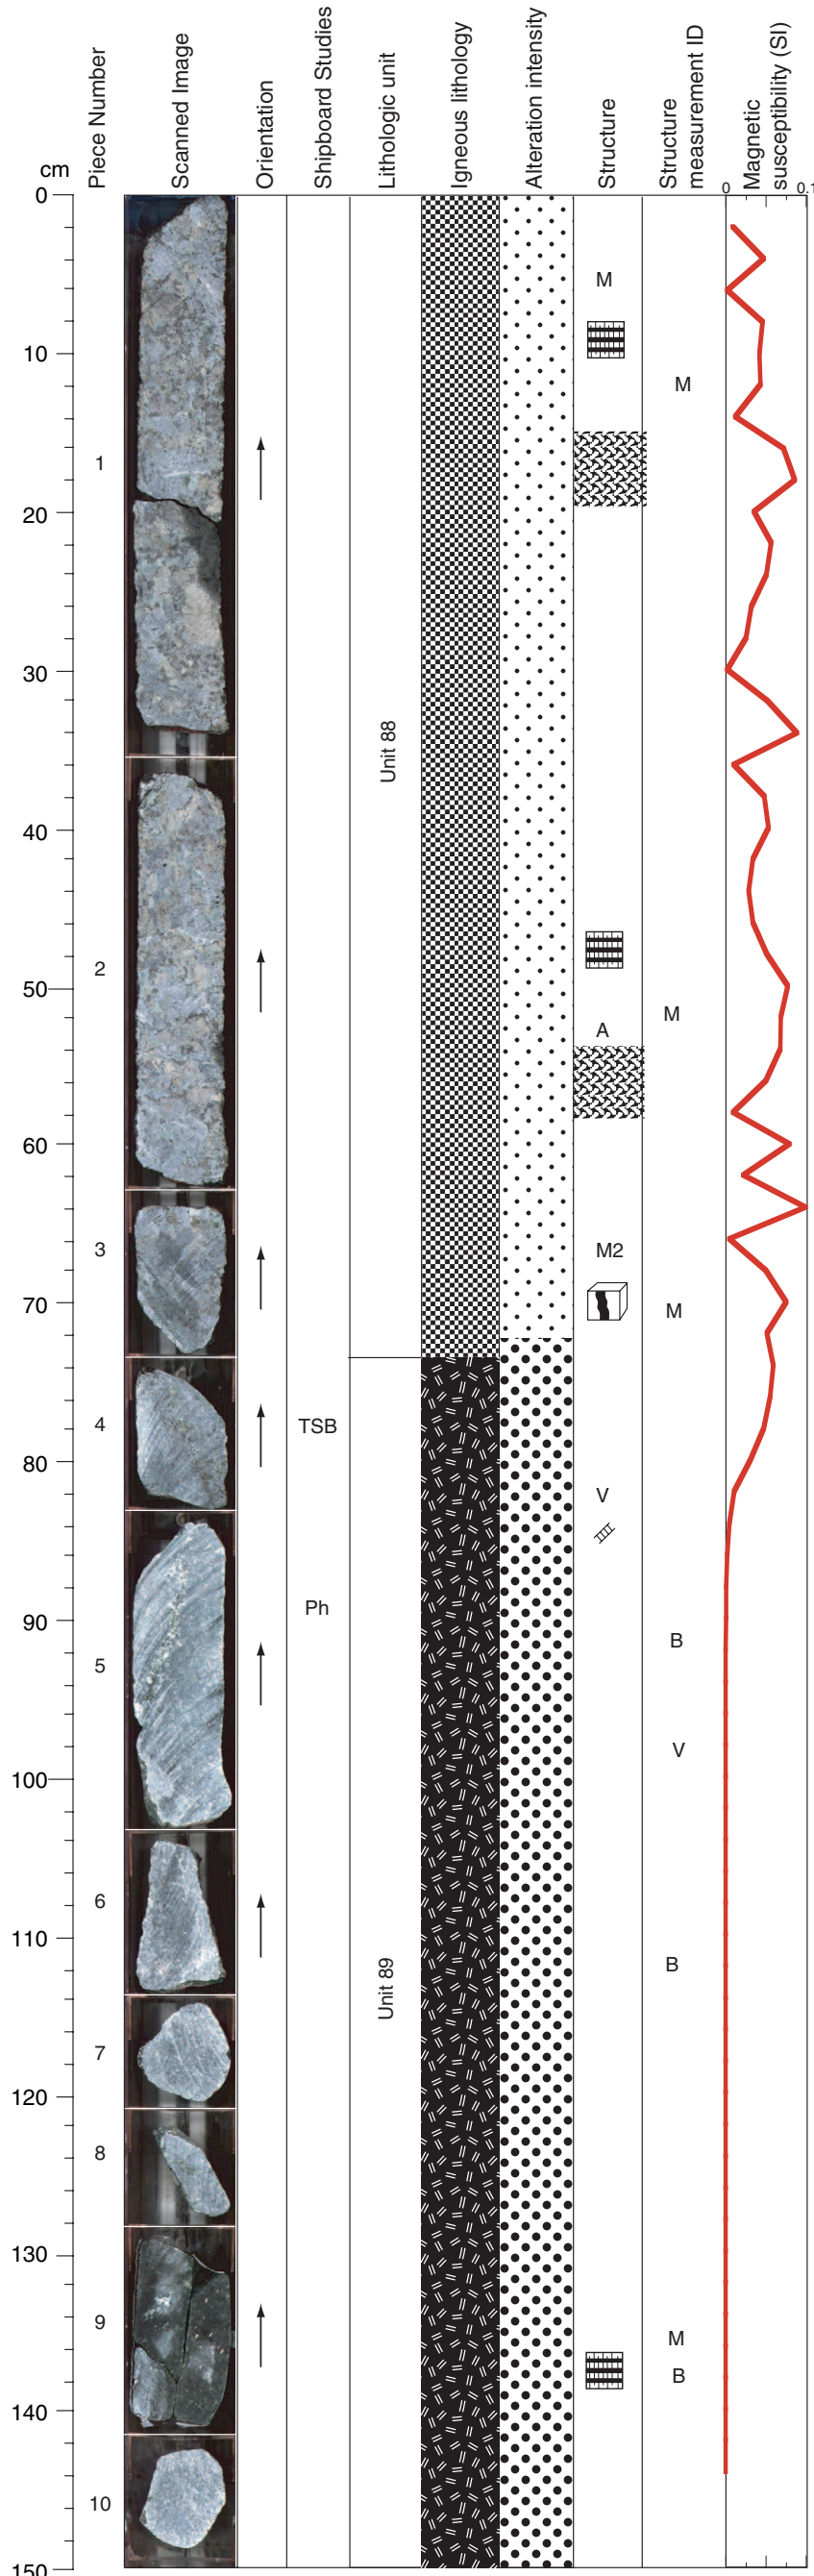 cm
Piece Number
Scanned Image
Orientation
Shipboard Studies
Lithologic unit
Igneous lithology
Alteration intensity
Structure
Structure
measurement ID
Magnetic
susceptibility (SI)
0
0
0.1
M
10
M
1
20
30
Unit 88
40
2
50
M
A
60
3
M2
70
M
4
TSB
80
V
Ph
90
B
5
V
100
6
110
B
Unit 89
7
120
8
130
9
M
B
140
10
150